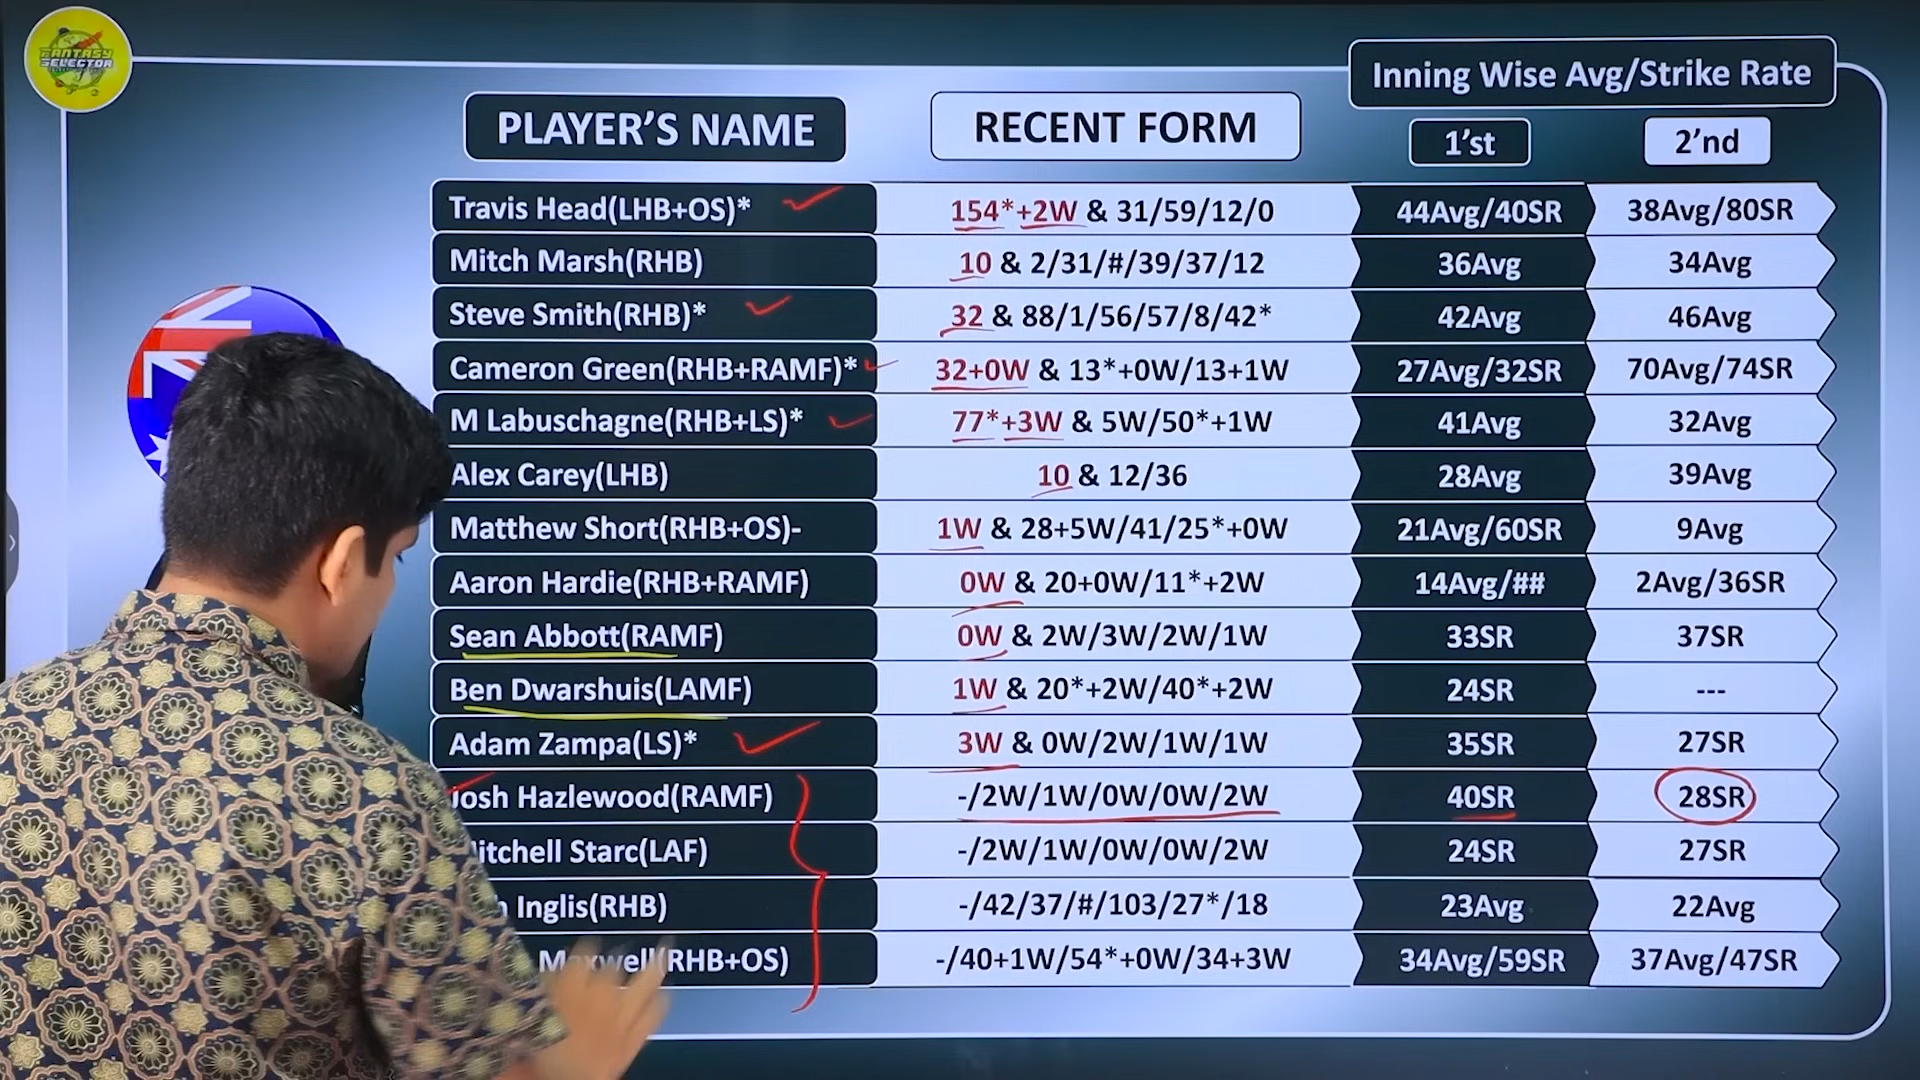 FANTASY
SELECTOR
Inning Wise Avg/Strike Rate
PLAYER'S NAME RECENT FORM 1'st 2'nd
Travis Head(LHB+OS)* 154*+2W & 31/59/12/0 44Avg/40SR 38Avg/80SR
Mitch Marsh(RHB) 10 & 2/31/#/39/37/12 36Avg 34Avg
Steve Smith(RHB)* 32 & 88/1/56/57/8/42* 42Avg 46Avg
Cameron Green(RHB+RAMF)* 32+0W & 13*+0W/13+1W 27Avg/32SR 70Avg/74SR
M Labuschagne(RHB+LS)* 77*+3W & 5W/50*+1W 41Avg 32Avg
Alex Carey(LHB) 10 & 12/36 28Avg 39Avg
Matthew Short(RHB+OS)- 1W & 28+5W/41/25*+0W 21Avg/60SR 9Avg
Aaron Hardie(RHB+RAMF) 0W & 20+0W/11*+2W 14Avg/## 2Avg/36SR
Sean Abbott(RAMF) 0W & 2W/3W/2W/1W 33SR 37SR
Ben Dwarshuis(LAMF) 1W & 20*+2W/40*+2W 24SR ---
Adam Zampa(LS)* 3W & 0W/2W/1W/1W 35SR 27SR
Josh Hazlewood(RAMF) -/2W/1W/0W/0W/2W 40SR 28SR
Mitchell Starc(LAF) -/2W/1W/0W/0W/2W 24SR 27SR
Inglis(RHB) -/42/37/#/103/27*/18 23Avg 22Avg
Maxwell(RHB+OS) -/40+1W/54*+0W/34+3W 34Avg/59SR 37Avg/47SR